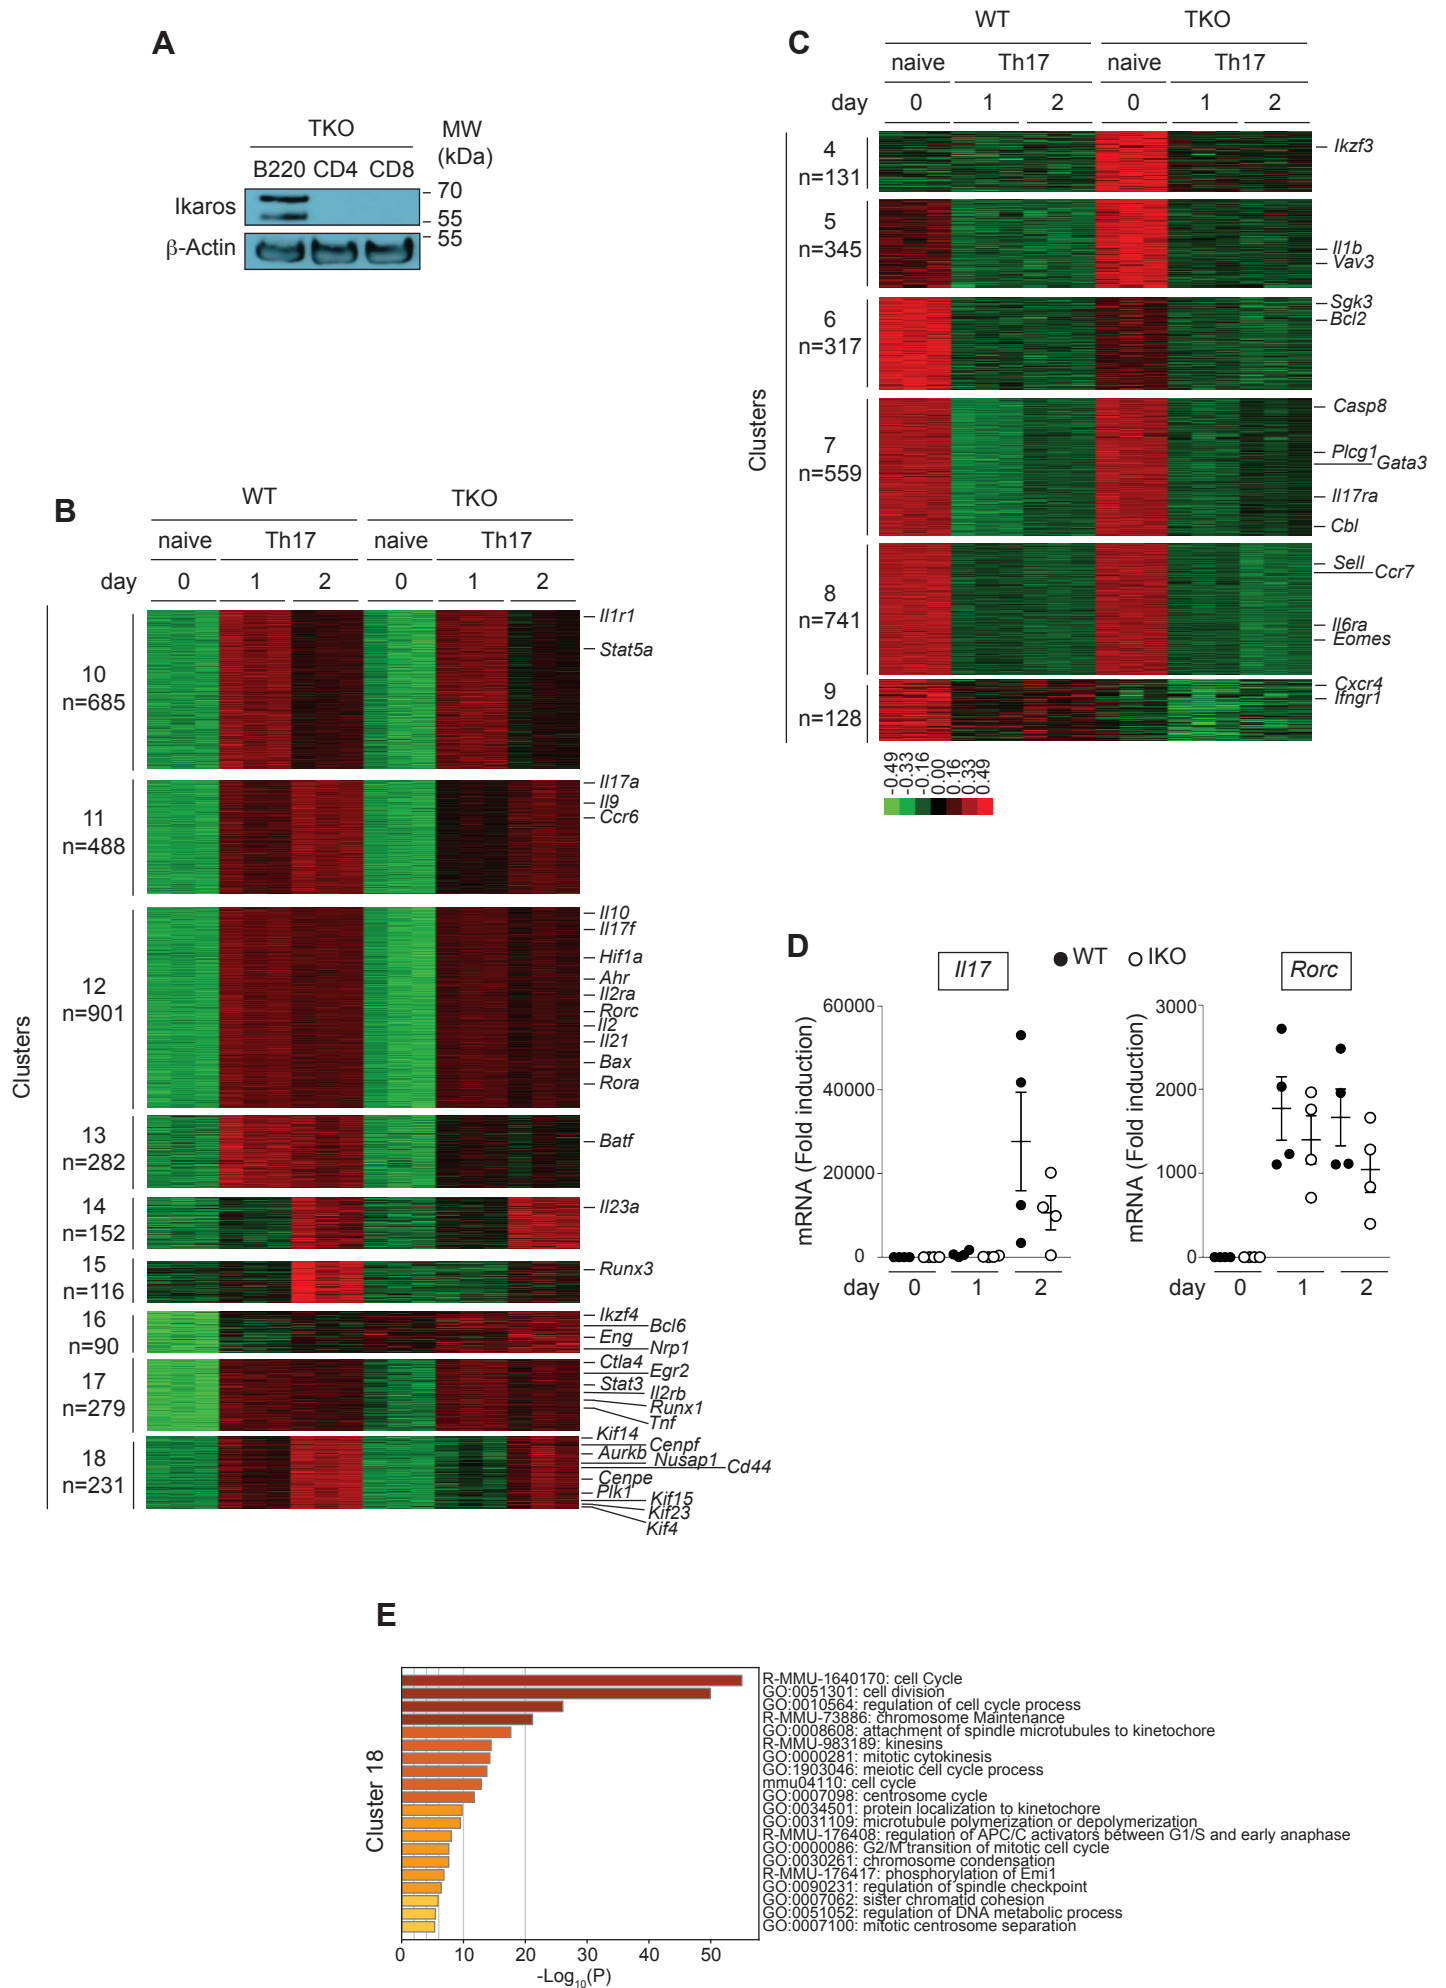 A
TKO
MW
(kDa)
B220 CD4 CD8
Ikaros
70
55
β-Actin
55
B
WT
TKO
naive
Th17
naive
Th17
day
0
1
2
0
1
2
Clusters
10
n=685
Il1r1
Stat5a
11
n=488
Il17a
Il9
Ccr6
12
n=901
Il10
Il17f
Hif1a
Ahr
Il2ra
Rorc
Il2
Il21
Bax
Rora
13
n=282
Batf
14
n=152
Il23a
15
n=116
Runx3
16
n=90
Ikzf4
Bcl6
Eng
Nrp1
17
n=279
Ctla4
Egr2
Stat3
Il2rb
Runx1
Tnf
18
n=231
Kif14
Cenpf
Aurkb
Nusap1
Cd44
Cenpe
Plk1
Kif15
Kif23
Kif4
C
WT
TKO
naive
Th17
naive
Th17
day
0
1
2
0
1
2
Clusters
4
n=131
Ikzf3
5
n=345
Il1b
Vav3
6
n=317
Sgk3
Bcl2
7
n=559
Casp8
Plcg1
Gata3
Il17ra
Cbl
8
n=741
Sell
Ccr7
Il6ra
Eomes
9
n=128
Cxcr4
Ifngr1
-0.49
-0.33
-0.16
0.00
0.16
0.33
0.49
D
WT
IKO
Il17
mRNA (Fold induction)
60000
40000
20000
0
day
0
1
2
Rorc
mRNA (Fold induction)
3000
2000
1000
0
day
0
1
2
E
Cluster 18
R-MMU-1640170: cell Cycle
GO:0051301: cell division
GO:0010564: regulation of cell cycle process
R-MMU-73886: chromosome Maintenance
GO:0008608: attachment of spindle microtubules to kinetochore
R-MMU-983189: kinesins
GO:0000281: mitotic cytokinesis
GO:1903046: meiotic cell cycle process
mmu04110: cell cycle
GO:0007098: centrosome cycle
GO:0034501: protein localization to kinetochore
GO:0031109: microtubule polymerization or depolymerization
R-MMU-176408: regulation of APC/C activators between G1/S and early anaphase
GO:0000086: G2/M transition of mitotic cell cycle
GO:0030261: chromosome condensation
R-MMU-176417: phosphorylation of Emi1
GO:0090231: regulation of spindle checkpoint
GO:0007062: sister chromatid cohesion
GO:0051052: regulation of DNA metabolic process
GO:0007100: mitotic centrosome separation
0
10
20
30
40
50
-Log10(P)